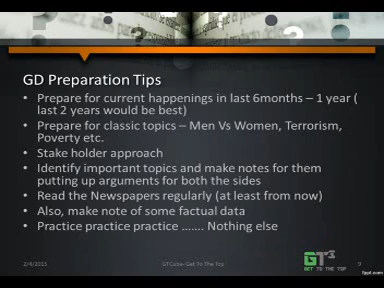 GD Preparation Tips
• Prepare for current happenings in last 6months – 1 year (
last 2 years would be best)
• Prepare for classic topics – Men Vs Women, Terrorism,
Poverty etc.
• Stake holder approach
• Identify important topics and make notes for them
putting up arguments for both the sides
• Read the Newspapers regularly (at least from now)
• Also, make note of some factual data
• Practice practice practice ....... Nothing else
2/4/2015
GTCube- Get To The Top
GT3
GET TO THE TOP
9
fppt.com